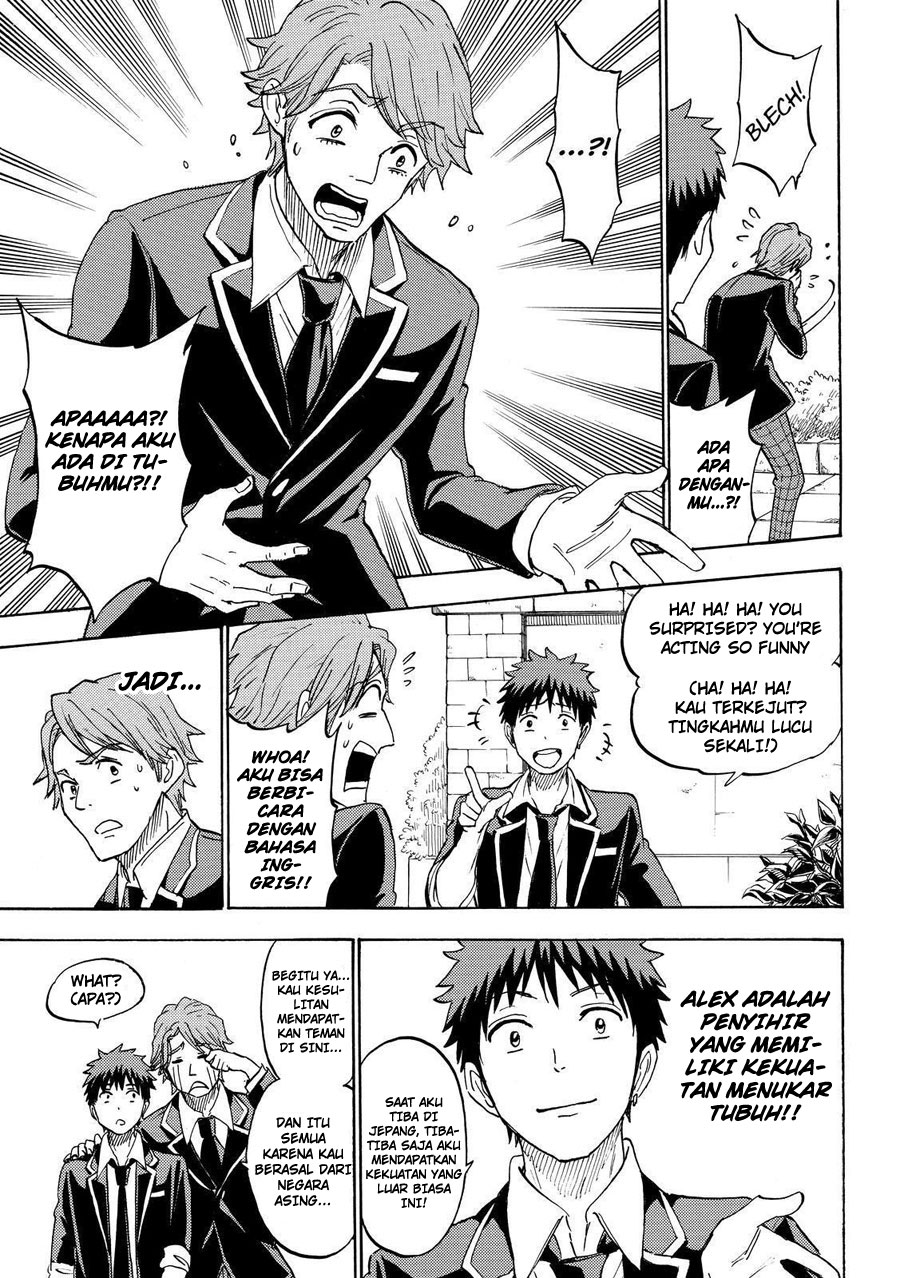 BLECH!
ADA
APA
DENGAN-
MU...?!
...?!
APAAAAA?!
KENAPA AKU
ADA DI TU-
BUHMU?!!
HA! HA! HA! YOU
SURPRISED? YOU'RE
ACTING SO FUNNY
(HA! HA! HA!
KAU TERKEJUT?
TINGKAHMU LUCU
SEKALI!)
WHOA!
AKU BISA
BERBI-
CARA
DENGAN
BAHASA
ING-
GRIS!!
JADI...
ALEX ADALAH
PENYIHIR
YANG MEMI-
LIKI KEKUA-
TAN MENUKAR
TUBUH!!
SAAT AKU
TIBA DI
JEPANG, TIBA-
TIBA SAJA AKU
MENDAPATKAN
KEKUATAN YANG
LUAR BIASA
INI!
BEGITU YA...
KAU KESU-
LITAN
MENDAPAT-
KAN TEMAN
DI SINI...
DAN ITU
SEMUA
KARENA KAU
BERASAL DARI
NEGARA
ASING...
WHAT?
(APA?)